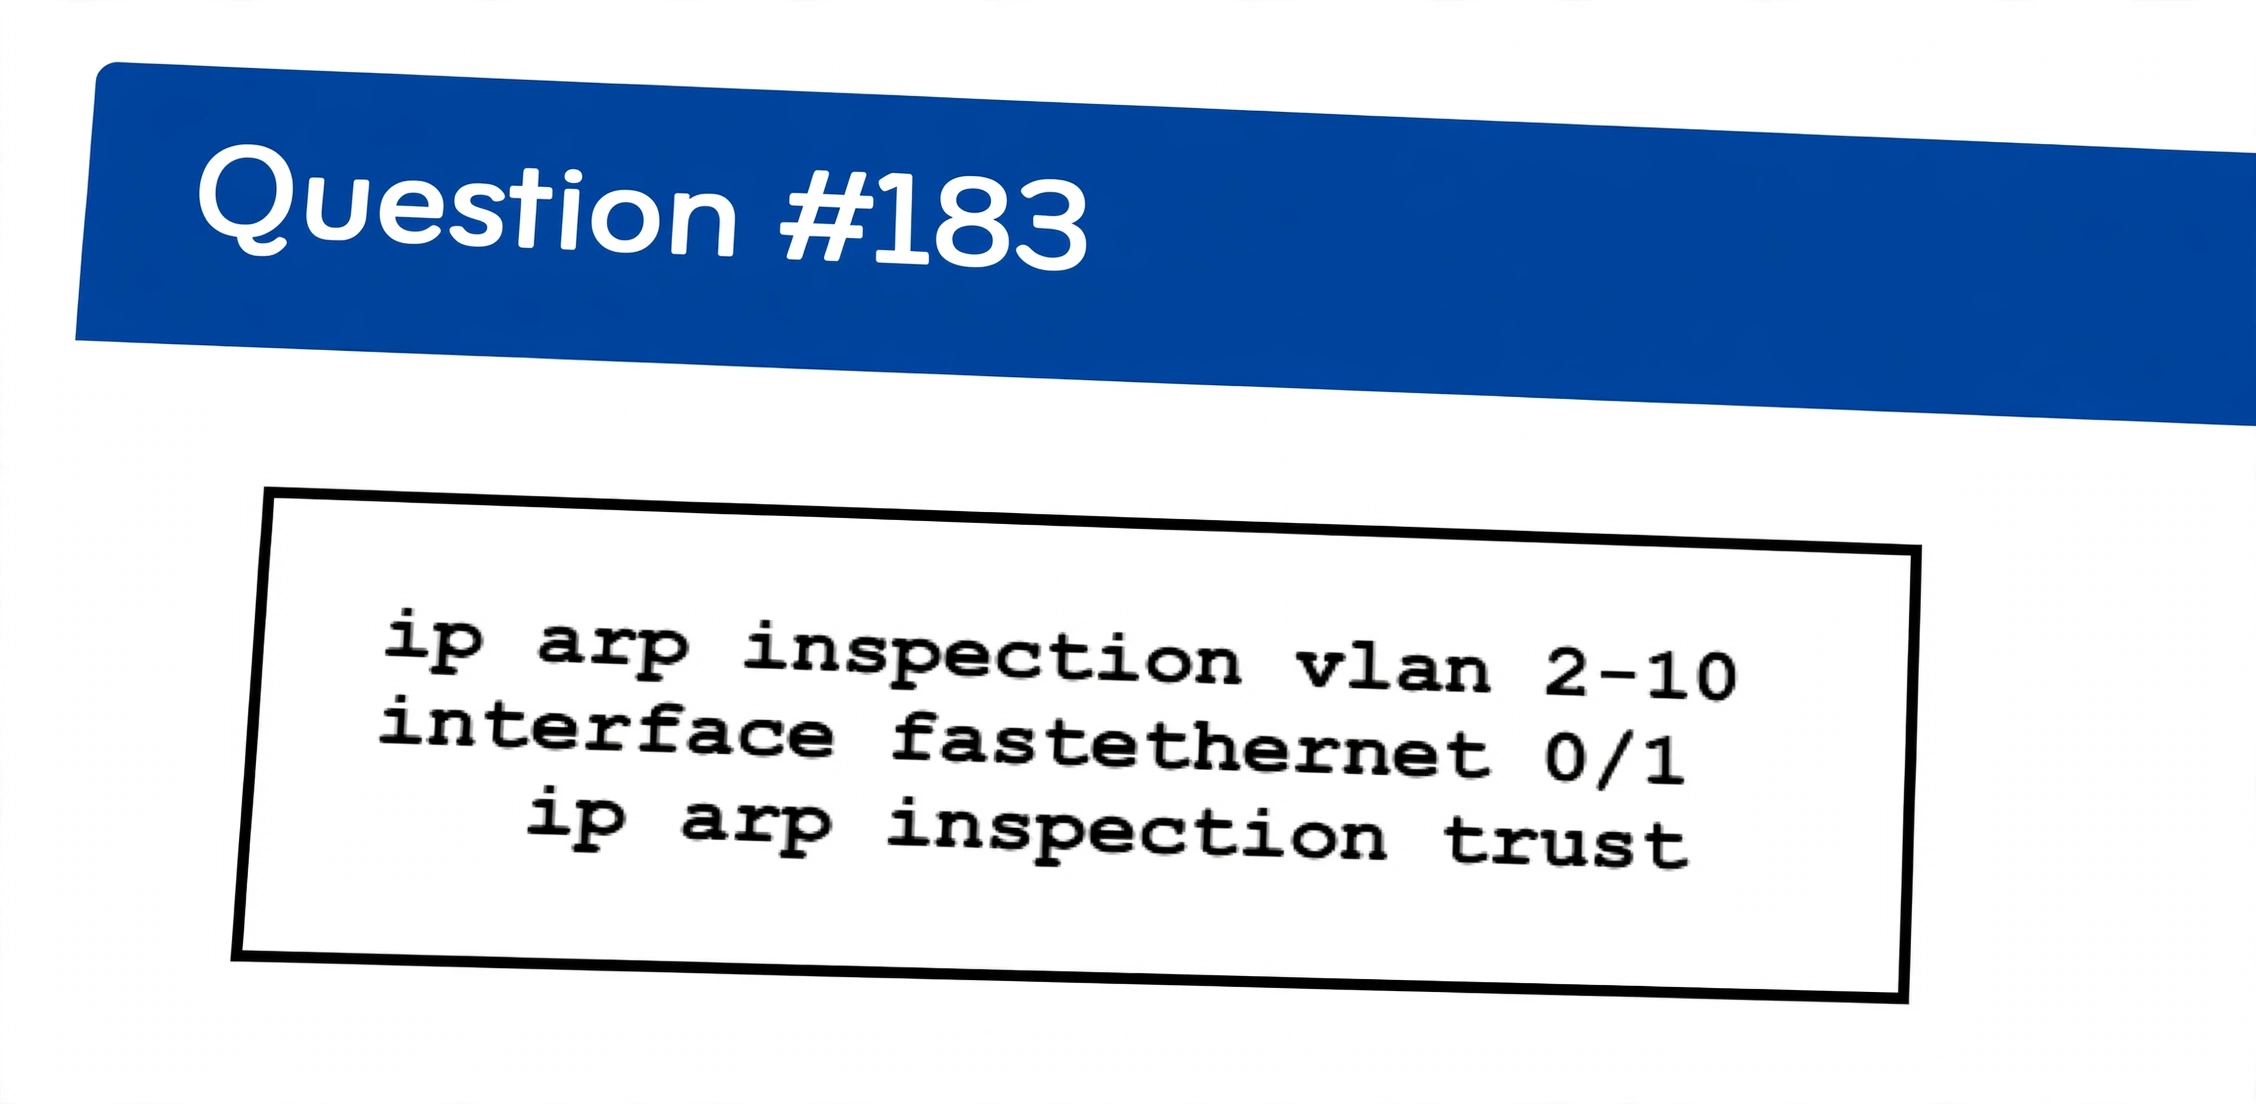 Question #183
ip arp inspection vlan 2-10
interface fastethernet 0/1
ip arp inspection trust